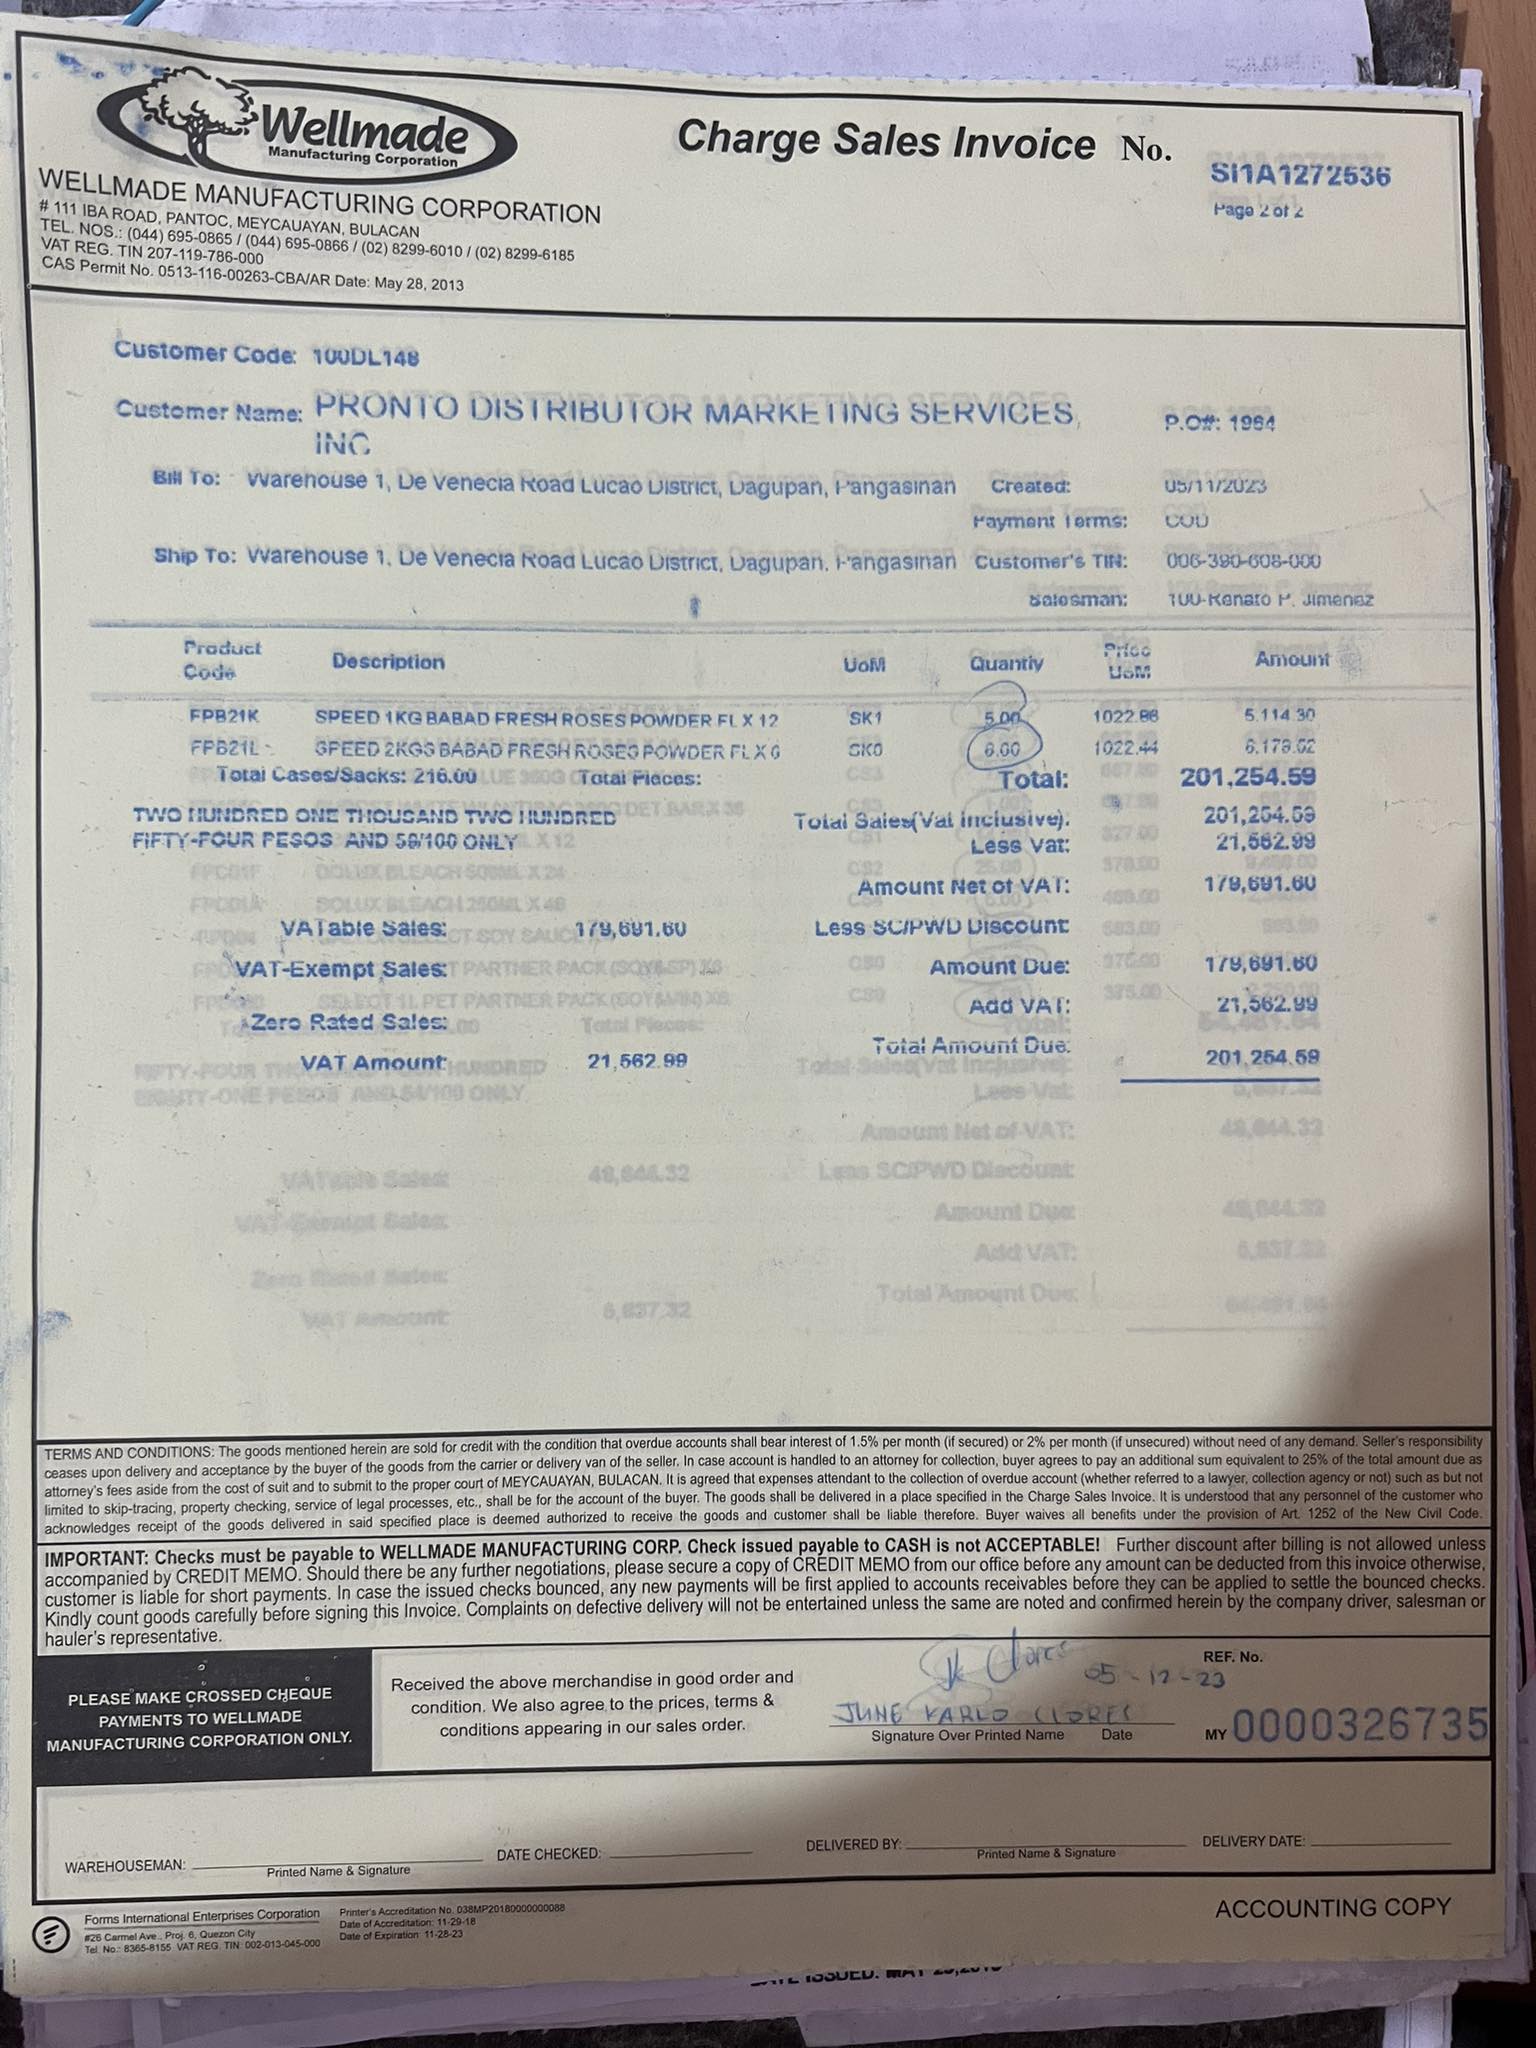 Wellmade
Manufacturing Corporation
Charge Sales Invoice No.
SI1A1272536
Page 2 of 2
WELLMADE MANUFACTURING CORPORATION
# 111 IBA ROAD, PANTOC, MEYCAUAYAN, BULACAN
TEL. NOS.: (044) 695-0865 / (044) 695-0866 / (02) 8299-6010 / (02) 8299-6185
VAT REG. TIN 207-119-786-000
CAS Permit No. 0513-116-00263-CBA/AR Date: May 28, 2013
Customer Code: 100DL148
Customer Name: PRONTO DISTRIBUTOR MARKETING SERVICES, INC
P.O#: 1964
Bill To: Warehouse 1, De Venecia Road Lucao District, Dagupan, Pangasinan Created: 05/11/2023
Payment Terms: COD
Ship To: Warehouse 1, De Venecia Road Lucao District, Dagupan, Pangasinan Customer's TIN: 006-390-608-000
Salesman: 100-Renato P. Jimenez
Product Code Description UoM Quantiy Price UoM Amount
FPB21K SPEED 1KG BABAD FRESH ROSES POWDER FL X 12 SK1 5.00 1022.86 5,114.30
FPB21L SPEED 2KGS BABAD FRESH ROSES POWDER FL X 6 SK0 6.00 1022.44
Total Cases/Sacks: 216.00 Total Pieces: Total: 201,254.59
TWO HUNDRED ONE THOUSAND TWO HUNDRED Total Sales(Vat Inclusive): 201,254.59
FIFTY-FOUR PESOS AND 59/100 ONLY Less Vat: 21,562.99
Amount Net of VAT: 179,691.60
VATable Sales: 179,691.60 Less SC/PWD Discount:
VAT-Exempt Sales: Amount Due: 179,691.60
Zero Rated Sales: Add VAT: 21,562.99
VAT Amount: 21,562.99 Total Amount Due: 201,254.59
TERMS AND CONDITIONS: The goods mentioned herein are sold for credit with the condition that overdue accounts shall bear interest of 1.5% per month (if secured) or 2% per month (if unsecured) without need of any demand. Seller's responsibility
ceases upon delivery and acceptance by the buyer of the goods from the carrier or delivery van of the seller. In case account is handled to an attorney for collection, buyer agrees to pay an additional sum equivalent to 25% of the total amount due as
attorney's fees aside from the cost of suit and to submit to the proper court of MEYCAUAYAN, BULACAN. It is agreed that expenses attendant to the collection of overdue account (whether referred to a lawyer, collection agency or not) such as but not
limited to skip-tracing, property checking, service of legal processes, etc., shall be for the account of the buyer. The goods shall be delivered in a place specified in the Charge Sales Invoice. It is understood that any personnel of the customer who
acknowledges receipt of the goods delivered in said specified place is deemed authorized to receive the goods and customer shall be liable therefore. Buyer waives all benefits under the provision of Art. 1252 of the New Civil Code.
IMPORTANT: Checks must be payable to WELLMADE MANUFACTURING CORP. Check issued payable to CASH is not ACCEPTABLE! Further discount after billing is not allowed unless
accompanied by CREDIT MEMO. Should there be any further negotiations, please secure a copy of CREDIT MEMO from our office before any amount can be deducted from this invoice otherwise,
customer is liable for short payments. In case the issued checks bounced, any new payments will be first applied to accounts receivables before they can be applied to settle the bounced checks.
Kindly count goods carefully before signing this Invoice. Complaints on defective delivery will not be entertained unless the same are noted and confirmed herein by the company driver, salesman or
hauler's representative.
PLEASE MAKE CROSSED CHEQUE
PAYMENTS TO WELLMADE
MANUFACTURING CORPORATION ONLY.
Received the above merchandise in good order and
condition. We also agree to the prices, terms &
conditions appearing in our sales order.
JK Clores 05-12-23
JUNE KARLO CLORES
Signature Over Printed Name Date
REF. No.
MY 0000326735
WAREHOUSEMAN: DATE CHECKED: DELIVERED BY: DELIVERY DATE:
Printed Name & Signature Printed Name & Signature
Forms International Enterprises Corporation
#26 Carmel Ave., Proj. 6, Quezon City
Tel. No.: 8365-8155 VAT REG. TIN: 002-013-045-000
Printer's Accreditation No. 038MP20180000000088
Date of Accreditation: 11-29-18
Date of Expiration: 11-28-23
ACCOUNTING COPY